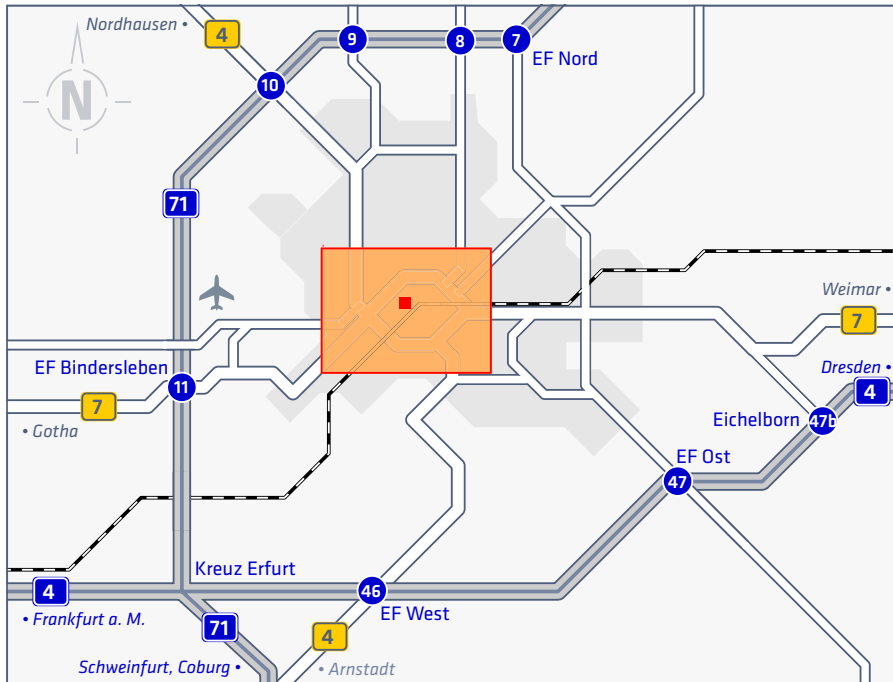 Nordhausen •
4
9
8
7
EF Nord
10
N
71
Weimar •
7
EF Bindersleben
11
Dresden •
4
7
• Gotha
Eichelborn
47b
EF Ost
47
Kreuz Erfurt
4
46
• Frankfurt a. M.
EF West
71
4
Schweinfurt, Coburg •
• Arnstadt